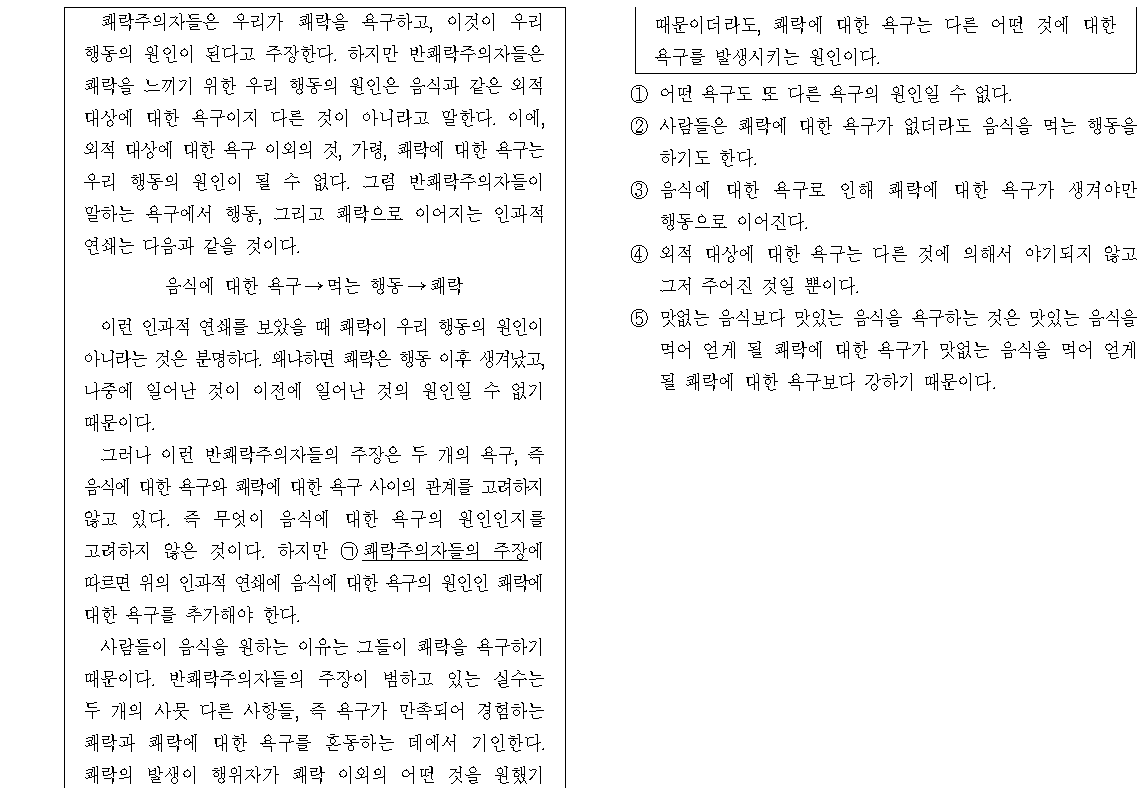 쾌락주의자들은 우리가 쾌락을 욕구하고, 이것이 우리
행동의 원인이 된다고 주장한다. 하지만 반쾌락주의자들은
쾌락을 느끼기 위한 우리 행동의 원인은 음식과 같은 외적
대상에 대한 욕구이지 다른 것이 아니라고 말한다. 이에,
외적 대상에 대한 욕구 이외의 것, 가령, 쾌락에 대한 욕구는
우리 행동의 원인이 될 수 없다. 그럼 반쾌락주의자들이
말하는 욕구에서 행동, 그리고 쾌락으로 이어지는 인과적
연쇄는 다음과 같을 것이다.
음식에 대한 욕구→먹는 행동→쾌락
이런 인과적 연쇄를 보았을 때 쾌락이 우리 행동의 원인이
아니라는 것은 분명하다. 왜냐하면 쾌락은 행동 이후 생겨났고,
나중에 일어난 것이 이전에 일어난 것의 원인일 수 없기
때문이다.
그러나 이런 반쾌락주의자들의 주장은 두 개의 욕구, 즉
음식에 대한 욕구와 쾌락에 대한 욕구 사이의 관계를 고려하지
않고 있다. 즉 무엇이 음식에 대한 욕구의 원인인지를
고려하지 않은 것이다. 하지만 ㉠쾌락주의자들의 주장에
따르면 위의 인과적 연쇄에 음식에 대한 욕구의 원인인 쾌락에
대한 욕구를 추가해야 한다.
사람들이 음식을 원하는 이유는 그들이 쾌락을 욕구하기
때문이다. 반쾌락주의자들의 주장이 범하고 있는 실수는
두 개의 사뭇 다른 사항들, 즉 욕구가 만족되어 경험하는
쾌락과 쾌락에 대한 욕구를 혼동하는 데에서 기인한다.
쾌락의 발생이 행위자가 쾌락 이외의 어떤 것을 원했기
때문이더라도, 쾌락에 대한 욕구는 다른 어떤 것에 대한
욕구를 발생시키는 원인이다.
① 어떤 욕구도 또 다른 욕구의 원인일 수 없다.
② 사람들은 쾌락에 대한 욕구가 없더라도 음식을 먹는 행동을
하기도 한다.
③ 음식에 대한 욕구로 인해 쾌락에 대한 욕구가 생겨야만
행동으로 이어진다.
④ 외적 대상에 대한 욕구는 다른 것에 의해서 야기되지 않고
그저 주어진 것일 뿐이다.
⑤ 맛없는 음식보다 맛있는 음식을 욕구하는 것은 맛있는 음식을
먹어 얻게 될 쾌락에 대한 욕구가 맛없는 음식을 먹어 얻게
될 쾌락에 대한 욕구보다 강하기 때문이다.